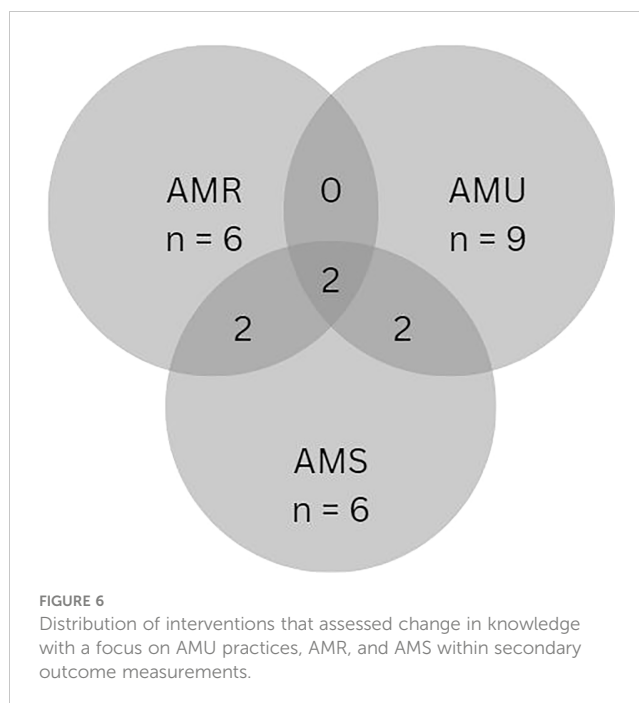 AMR
n = 6
0
AMU
n = 9
2
2
2
AMS
n = 6
FIGURE 6
Distribution of interventions that assessed change in knowledge
with a focus on AMU practices, AMR, and AMS within secondary
outcome measurements.